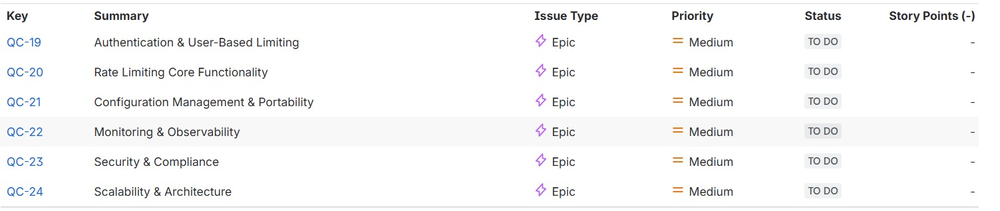 Key Summary Issue Type Priority Status Story Points (-)
QC-19 Authentication & User-Based Limiting Epic Medium TO DO -
QC-20 Rate Limiting Core Functionality Epic Medium TO DO -
QC-21 Configuration Management & Portability Epic Medium TO DO -
QC-22 Monitoring & Observability Epic Medium TO DO -
QC-23 Security & Compliance Epic Medium TO DO -
QC-24 Scalability & Architecture Epic Medium TO DO -